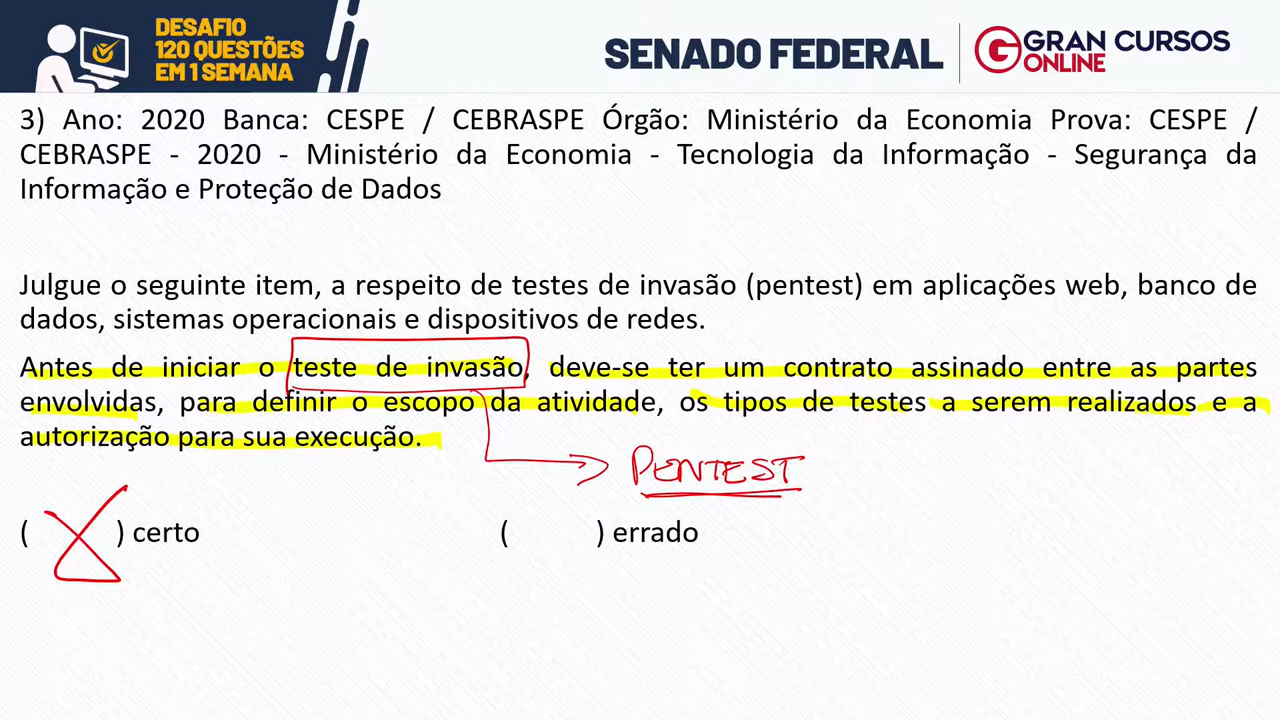 DESAFIO
120 QUESTÕES
EM 1 SEMANA
SENADO FEDERAL
GRAN CURSOS
ONLINE
3) Ano: 2020 Banca: CESPE / CEBRASPE Órgão: Ministério da Economia Prova: CESPE /
CEBRASPE - 2020 - Ministério da Economia - Tecnologia da Informação - Segurança da
Informação e Proteção de Dados
Julgue o seguinte item, a respeito de testes de invasão (pentest) em aplicações web, banco de
dados, sistemas operacionais e dispositivos de redes.
Antes de iniciar o teste de invasão, deve-se ter um contrato assinado entre as partes
envolvidas, para definir o escopo da atividade, os tipos de testes a serem realizados e a
autorização para sua execução.
PENTEST
( X ) certo ( ) errado